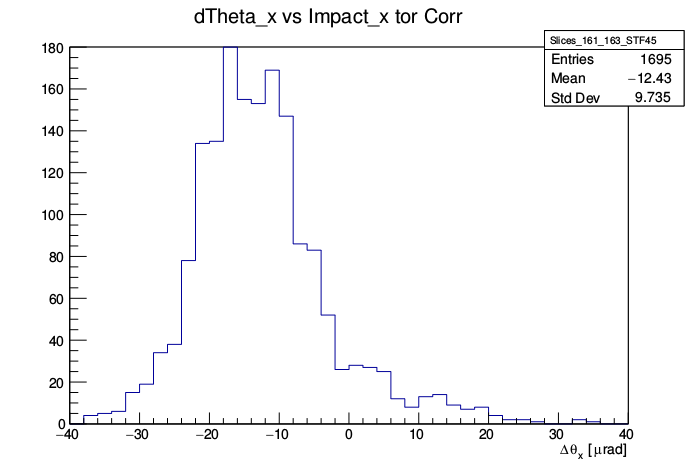 dTheta_x vs Impact_x tor Corr
Slices_161_163_STF45
Entries 1695
Mean −12.43
Std Dev 9.735
180
160
140
120
100
80
60
40
20
0
−40 −30 −20 −10 0 10 20 30 40
Δθx [μrad]